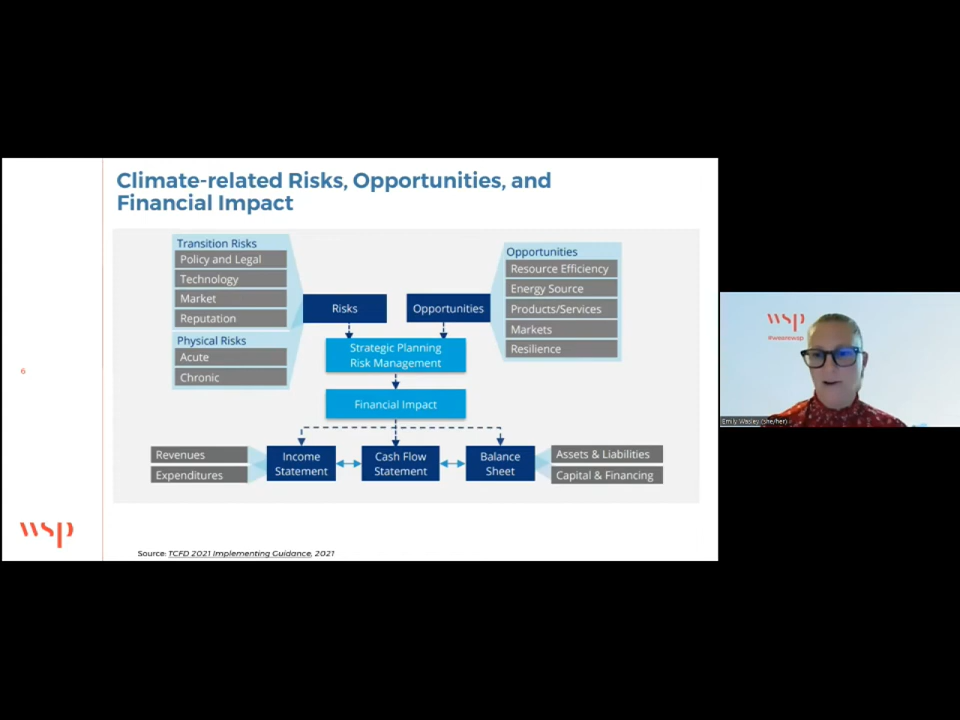 Climate-related Risks, Opportunities, and
Financial Impact
Transition Risks
Policy and Legal
Technology
Market
Reputation
Physical Risks
Acute
Chronic
Risks
Opportunities
Opportunities
Resource Efficiency
Energy Source
Products/Services
Markets
Resilience
Strategic Planning
Risk Management
Financial Impact
Revenues
Expenditures
Income
Statement
Cash Flow
Statement
Balance
Sheet
Assets & Liabilities
Capital & Financing
6
wsp
Source: TCFD 2021 Implementing Guidance, 2021
wsp
#wearewsp
Emily Wasley (she/her)